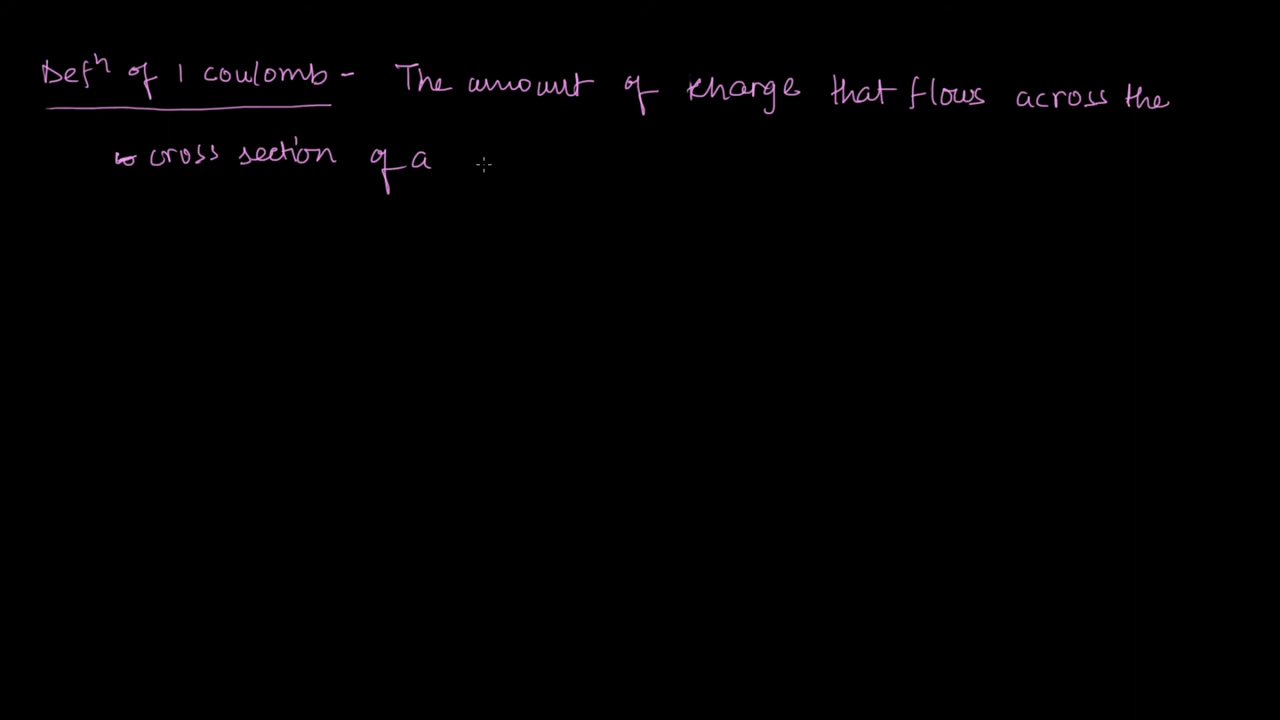 Defⁿ of 1 coulomb - The amount of charge that flows across the
cross section of a